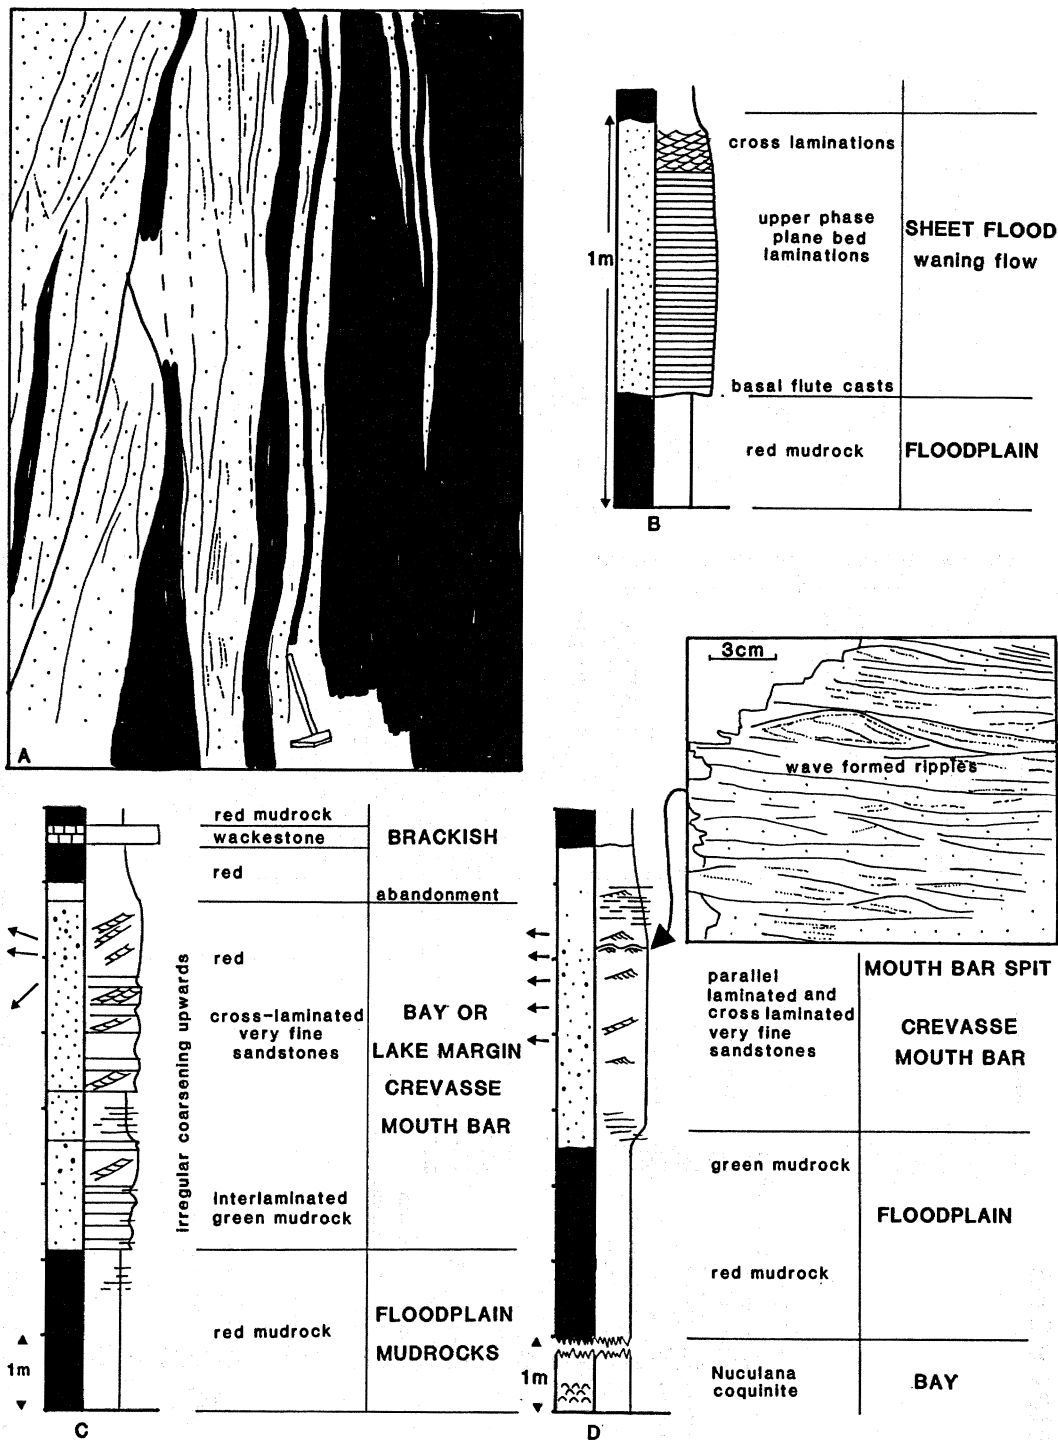 A
cross laminations
upper phase
plane bed
laminations
SHEET FLOOD
waning flow
1m
basal flute casts
red mudrock
FLOODPLAIN
B
3cm
wave formed ripples
red mudrock
wackestone
BRACKISH
red
abandonment
irregular coarsening upwards
red
cross-laminated
very fine
sandstones
BAY OR
LAKE MARGIN
CREVASSE
MOUTH BAR
Interlaminated
green mudrock
red mudrock
FLOODPLAIN
MUDROCKS
1m
C
parallel
laminated and
cross laminated
very fine
sandstones
MOUTH BAR SPIT
CREVASSE
MOUTH BAR
green mudrock
FLOODPLAIN
red mudrock
1m
Nuculana
coquinite
BAY
D